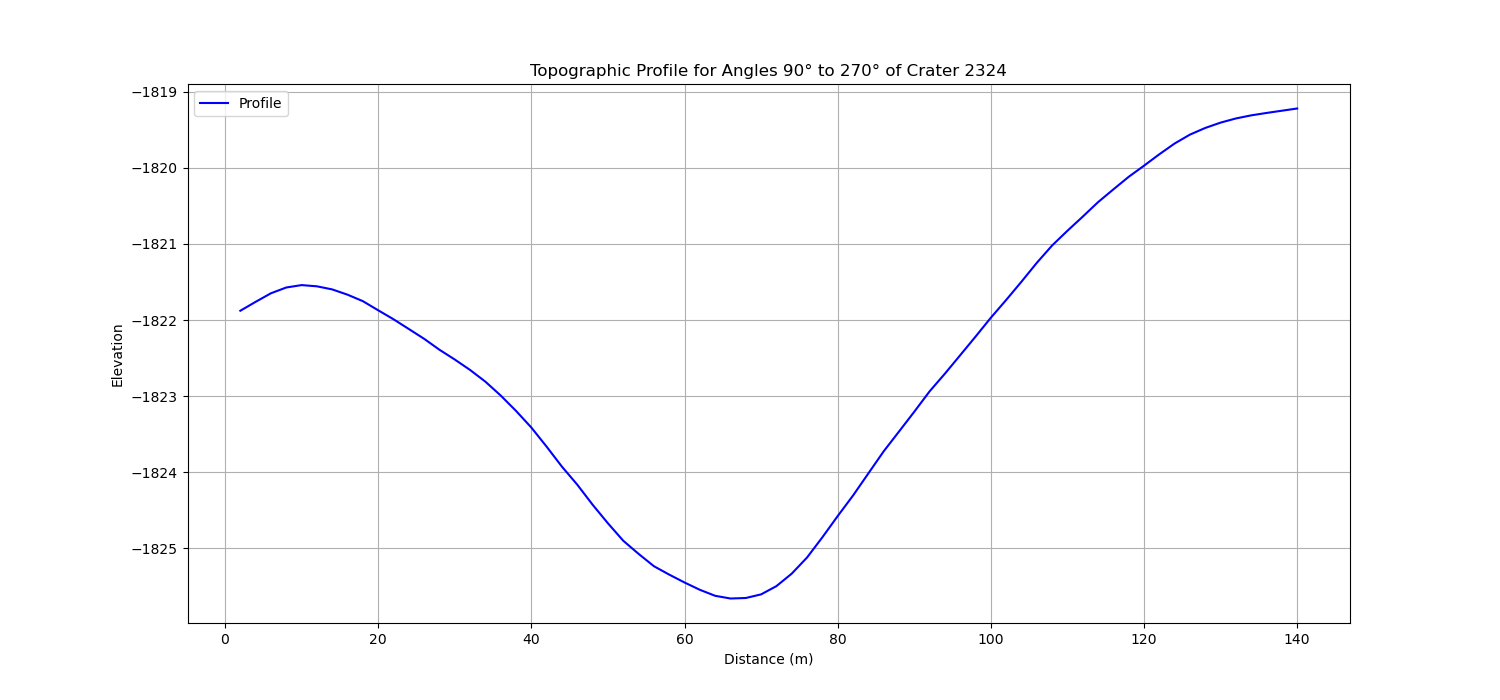 Topographic Profile for Angles 90° to 270° of Crater 2324
Profile
−1819
−1820
−1821
−1822
−1823
−1824
−1825
Elevation
0 20 40 60 80 100 120 140
Distance (m)